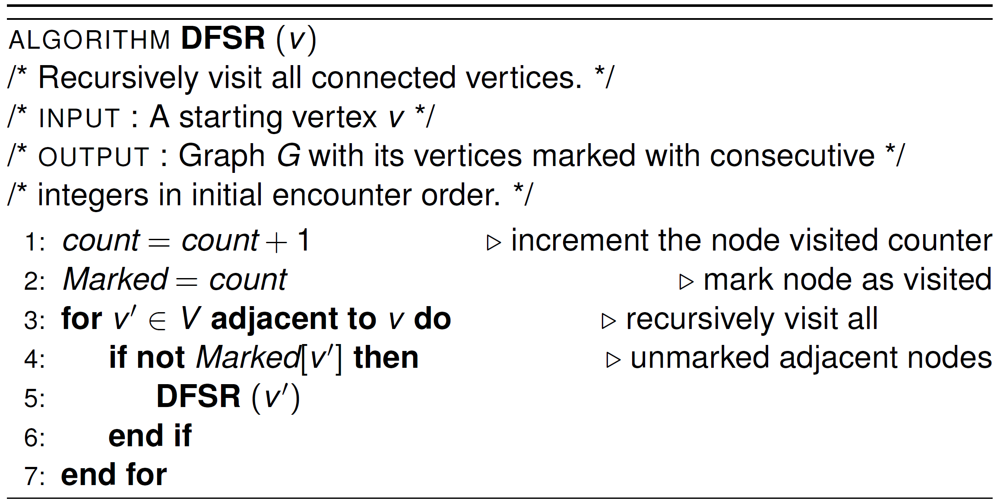 ALGORITHM DFSR (v)
/* Recursively visit all connected vertices. */
/* INPUT : A starting vertex v */
/* OUTPUT : Graph G with its vertices marked with consecutive */
/* integers in initial encounter order. */
1: count = count + 1 ▷ increment the node visited counter
2: Marked = count ▷ mark node as visited
3: for v′ ∈ V adjacent to v do ▷ recursively visit all
4: if not Marked[v′] then ▷ unmarked adjacent nodes
5: DFSR (v′)
6: end if
7: end for